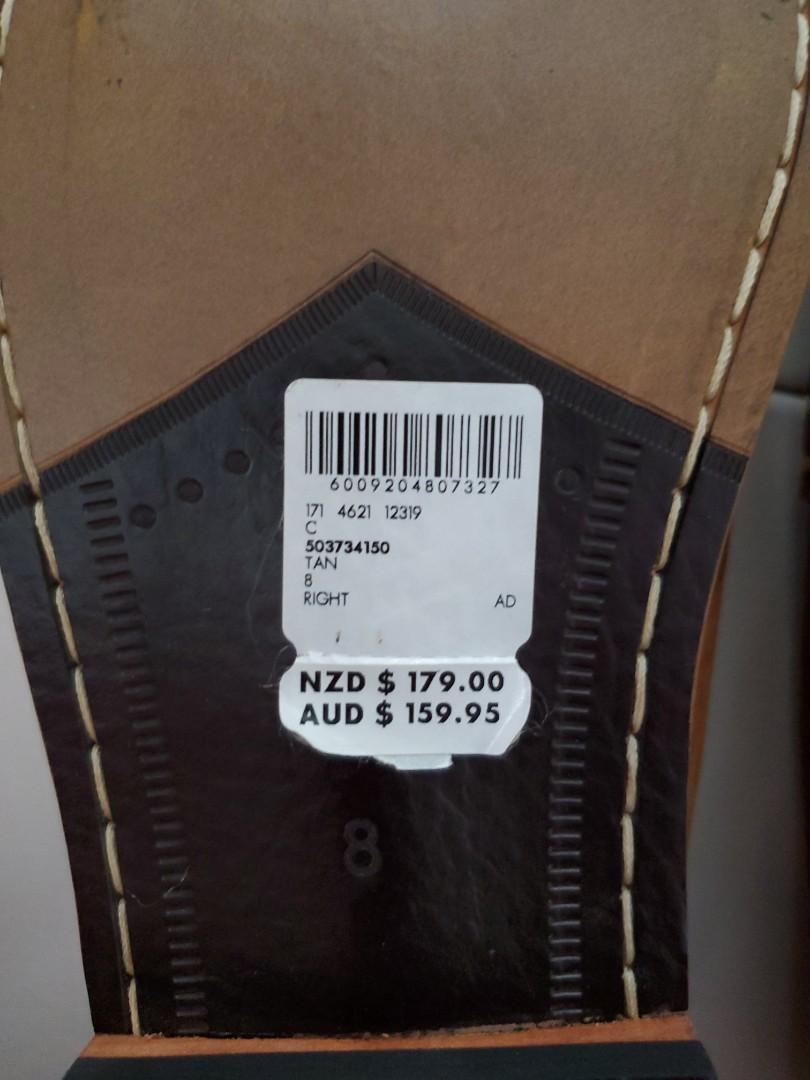 6009204807327
171 4621 12319
C
503734150
TAN
8
RIGHT AD
NZD $ 179.00
AUD $ 159.95
8